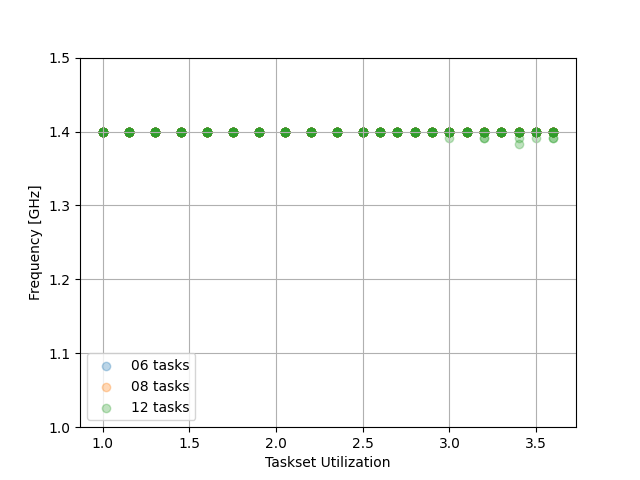 1.5
1.4
1.3
1.2
1.1
1.0
Frequency [GHz]
06 tasks
08 tasks
12 tasks
1.0 1.5 2.0 2.5 3.0 3.5
Taskset Utilization